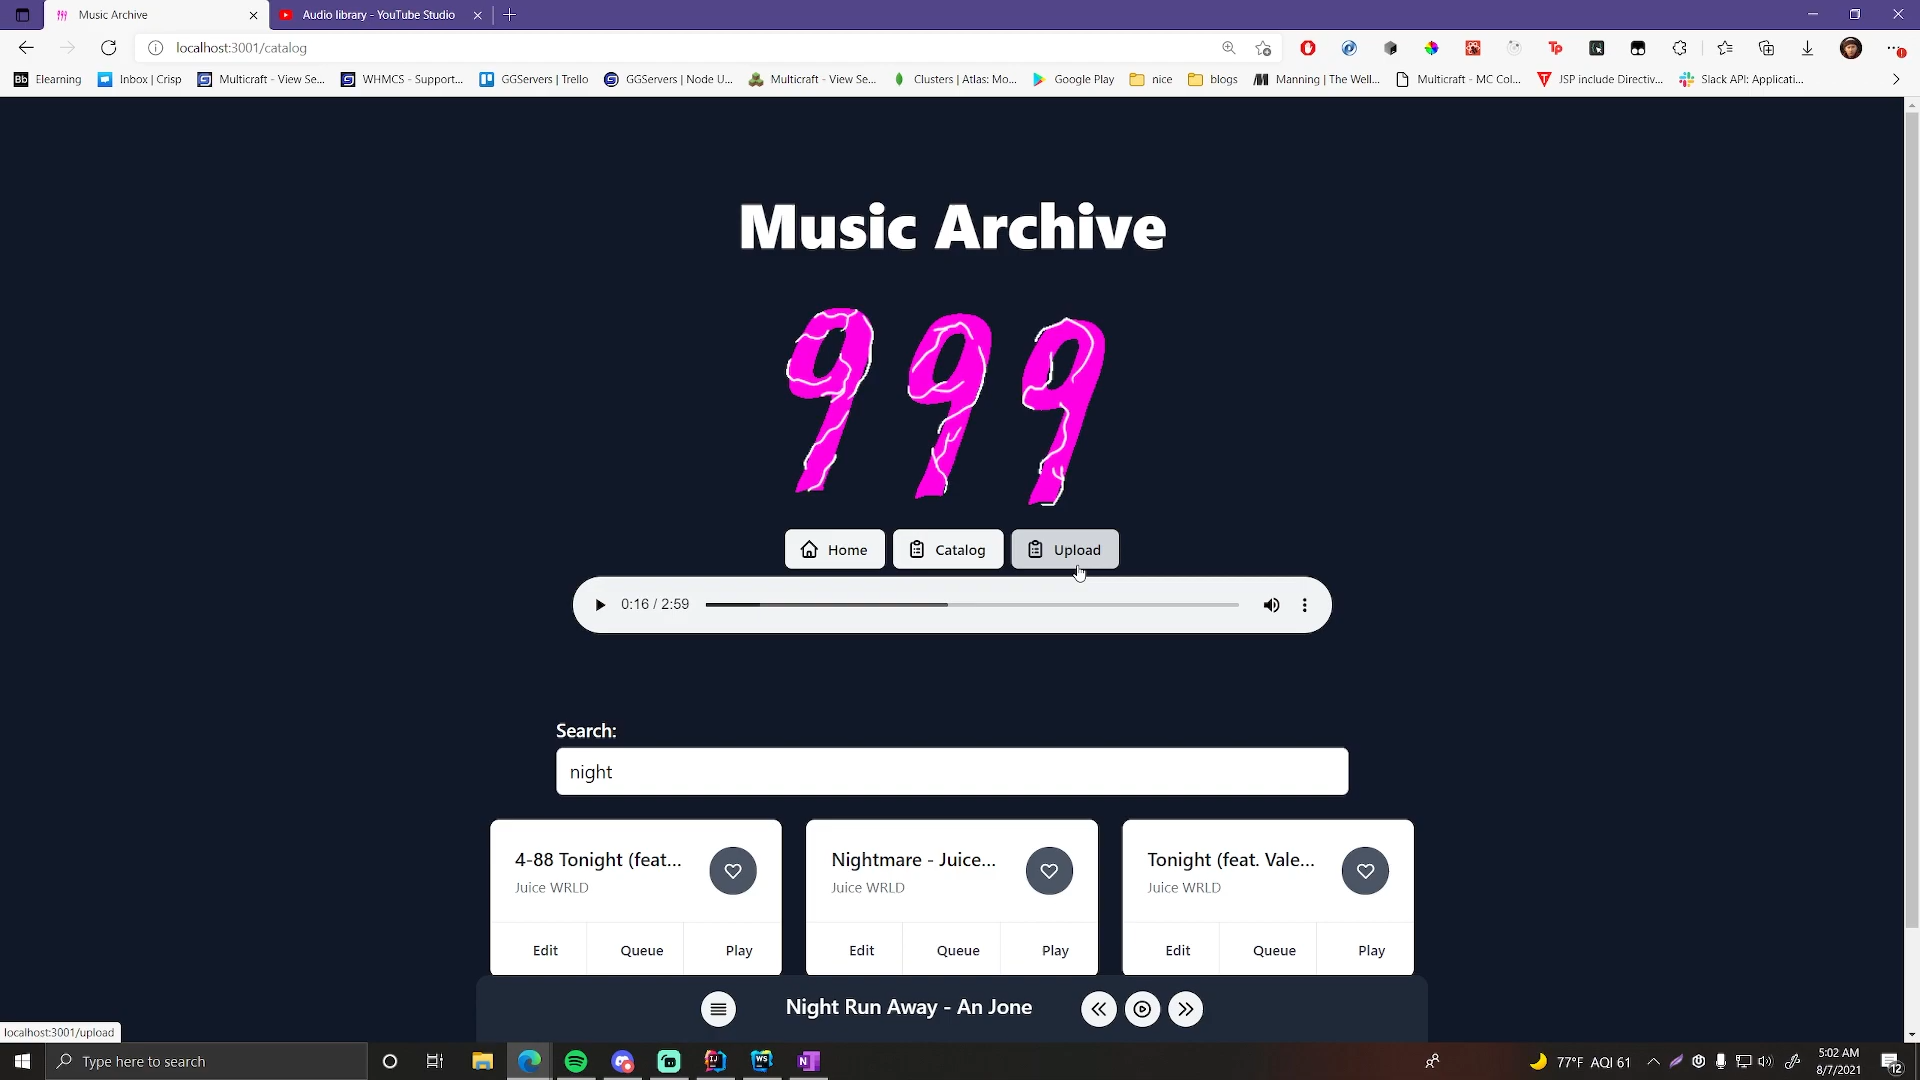 Music Archive
Audio library - YouTube Studio
localhost:3001/catalog
Bb Elearning
Inbox | Crisp
Multicraft - View Se...
WHMCS - Support...
GGServers | Trello
GGServers | Node U...
Multicraft - View Se...
Clusters | Atlas: Mo...
Google Play
nice
blogs
Manning | The Well...
Multicraft - MC Col...
JSP include Directiv...
Slack API: Applicati...
Music Archive
999
Home
Catalog
Upload
0:16 / 2:59
Search:
night
4-88 Tonight (feat...
Juice WRLD
Edit
Queue
Play
Nightmare - Juice...
Juice WRLD
Edit
Queue
Play
Tonight (feat. Vale...
Juice WRLD
Edit
Queue
Play
Night Run Away - An Jone
localhost:3001/upload
Type here to search
77°F AQI 61
5:02 AM
8/7/2021
12